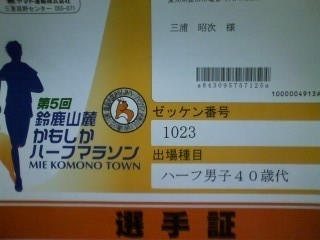 三浦 昭次 様
a84309575712ба
1000004913A
第5回
鈴鹿山麓
かもしか
ハーフマラソン
MIE KOMONO TOWN
ゼッケン番号
1023
出場種目
ハーフ男子40歳代
選手証